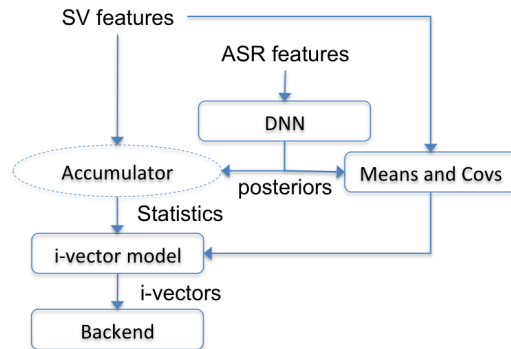 SV features
ASR features
DNN
Accumulator
posteriors
Means and Covs
Statistics
i-vector model
i-vectors
Backend